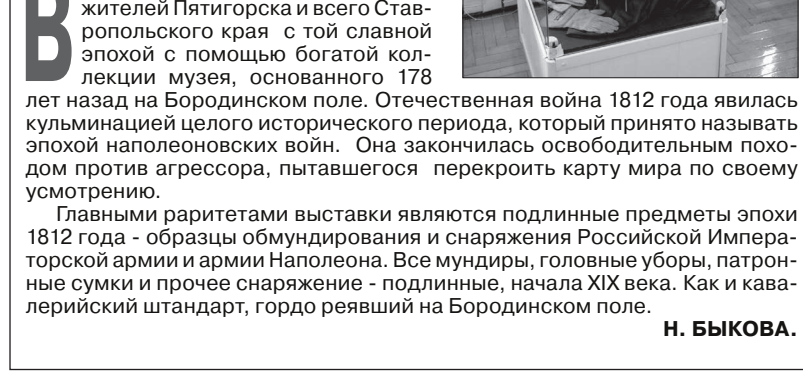 В
жителей Пятигорска и всего Став-
ропольского края с той славной
эпохой с помощью богатой кол-
лекции музея, основанного 178
лет назад на Бородинском поле. Отечественная война 1812 года явилась
кульминацией целого исторического периода, который принято называть
эпохой наполеоновских войн. Она закончилась освободительным похо-
дом против агрессора, пытавшегося перекроить карту мира по своему
усмотрению.
Главными раритетами выставки являются подлинные предметы эпохи
1812 года - образцы обмундирования и снаряжения Российской Импера-
торской армии и армии Наполеона. Все мундиры, головные уборы, патрон-
ные сумки и прочее снаряжение - подлинные, начала XIX века. Как и кава-
лерийский штандарт, гордо реявший на Бородинском поле.
Н. БЫКОВА.